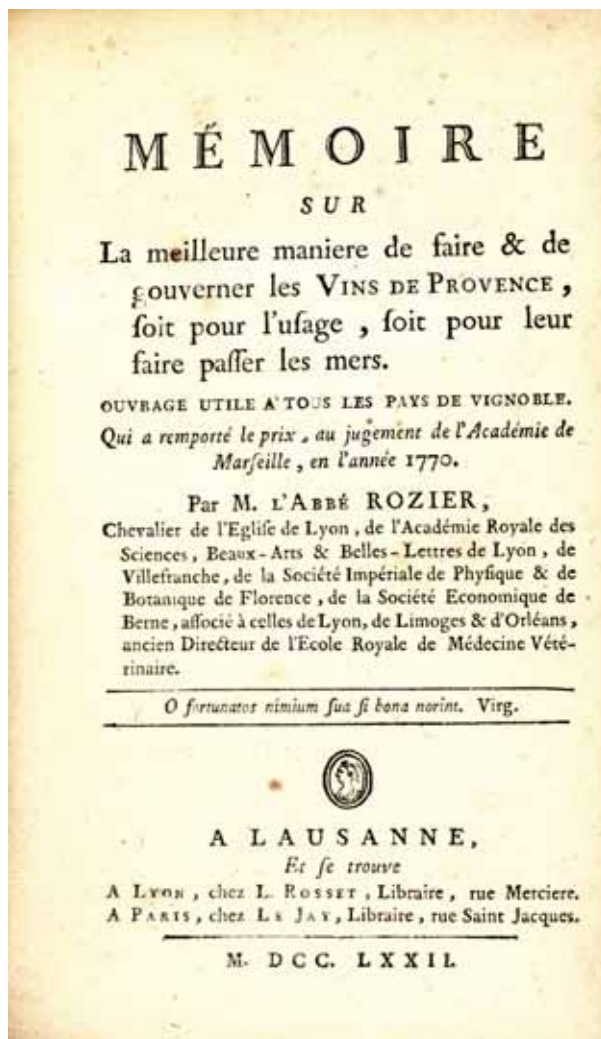 MÉMOIRE
SUR
La meilleure maniere de faire & de
gouverner les VINS DE PROVENCE ,
ſoit pour l'uſage , ſoit pour leur
faire paſſer les mers.
OUVRAGE UTILE A TOUS LES PAYS DE VIGNOBLE.
Qui a remporté le prix, au jugement de l'Académie de
Marſeille , en l'année 1770.
Par M. L'ABBÉ ROZIER,
Chevalier de l'Egliſe de Lyon , de l'Académie Royale des
Sciences , Beaux-Arts & Belles-Lettres de Lyon , de
Villefranche , de la Société Impériale de Phyſique & de
Botanique de Florence , de la Société Economique de
Berne , aſſocié à celles de Lyon, de Limoges & d'Orléans ,
ancien Directeur de l'Ecole Royale de Médecine Vété-
rinaire.
O fortunatos nimium ſua ſi bona norint. Virg.
A LAUSANNE,
Et ſe trouve
A LYON , chez L. ROSSET , Libraire , rue Merciere.
A PARIS , chez LE JAY, Libraire , rue Saint Jacques.
M. DCC. LXXII.